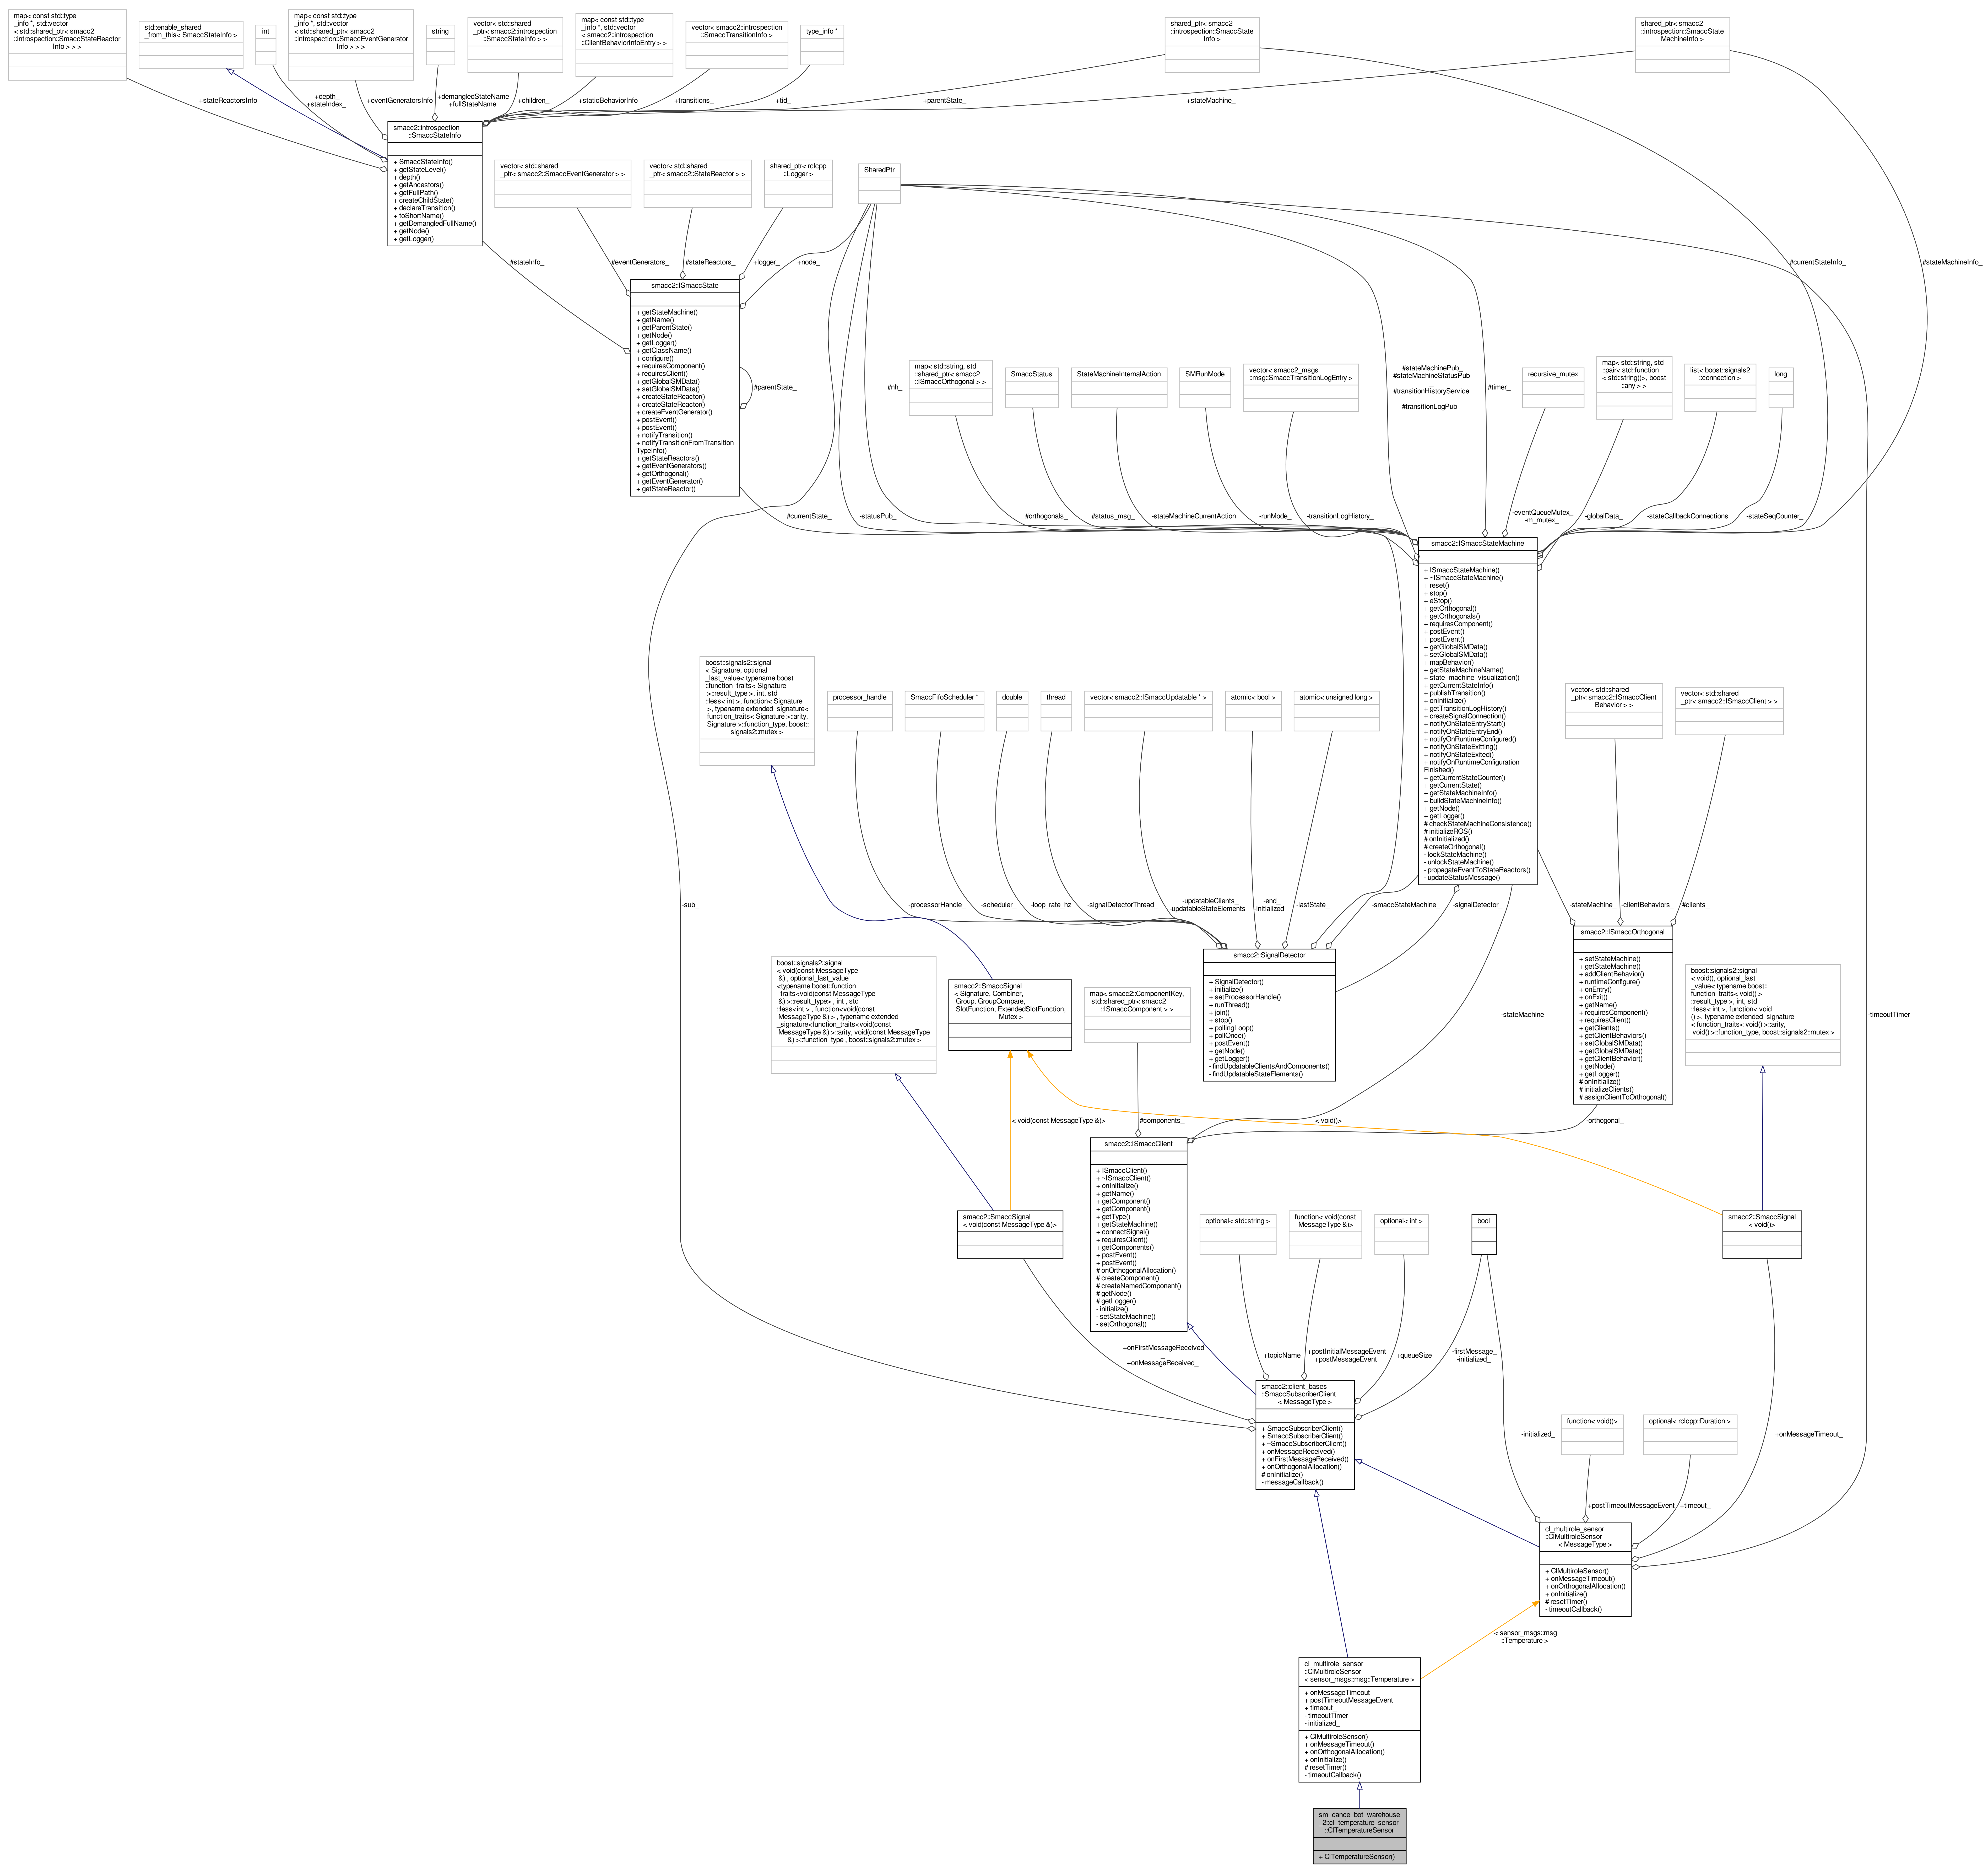 map< const std::type
_info *, std::vector
< std::shared_ptr< smacc2
::introspection::SmaccStateReactor
Info > > >
std::enable_shared
_from_this< SmaccStateInfo >
int
map< const std::type
_info *, std::vector
< std::shared_ptr< smacc2
::introspection::SmaccEventGenerator
Info > > >
string
vector< std::shared
_ptr< smacc2::introspection
::SmaccStateInfo > >
map< const std::type
_info *, std::vector
< smacc2::introspection
::ClientBehaviorInfoEntry > >
vector< smacc2::introspection
::SmaccTransitionInfo >
type_info *
shared_ptr< smacc2
::introspection::SmaccState
Info >
shared_ptr< smacc2
::introspection::SmaccState
MachineInfo >
+stateReactorsInfo
+depth_
+stateIndex_
+eventGeneratorsInfo
+demangledStateName
+fullStateName
+children_
+staticBehaviorInfo
+transitions_
+tid_
+parentState_
+stateMachine_
smacc2::introspection
::SmaccStateInfo
+ SmaccStateInfo()
+ getStateLevel()
+ depth()
+ getAncestors()
+ getFullPath()
+ createChildState()
+ declareTransition()
+ toShortName()
+ getDemangledFullName()
+ getNode()
+ getLogger()
vector< std::shared
_ptr< smacc2::SmaccEventGenerator > >
vector< std::shared
_ptr< smacc2::StateReactor > >
shared_ptr< rclcpp
::Logger >
SharedPtr
#stateInfo_
#eventGenerators_
#stateReactors_
+logger_
+node_
#currentStateInfo_
#stateMachineInfo_
smacc2::ISmaccState
+ getStateMachine()
+ getName()
+ getParentState()
+ getNode()
+ getLogger()
+ getClassName()
+ configure()
+ requiresComponent()
+ requiresClient()
+ getGlobalSMData()
+ setGlobalSMData()
+ createStateReactor()
+ createStateReactor()
+ createEventGenerator()
+ postEvent()
+ postEvent()
+ notifyTransition()
+ notifyTransitionFromTransition
TypeInfo()
+ getStateReactors()
+ getEventGenerators()
+ getOrthogonal()
+ getEventGenerator()
+ getStateReactor()
#parentState_
#nh_
map< std::string, std
::shared_ptr< smacc2
::ISmaccOrthogonal > >
SmaccStatus
StateMachineInternalAction
SMRunMode
vector< smacc2_msgs
::msg::SmaccTransitionLogEntry >
#stateMachinePub_
#stateMachineStatusPub
_
#transitionHistoryService
_
#transitionLogPub_
#timer_
recursive_mutex
map< std::string, std
::pair< std::function
< std::string()>, boost
::any > >
list< boost::signals2
::connection >
long
#currentState_
-statusPub_
#orthogonals_
#status_msg_
-stateMachineCurrentAction
-runMode_
-transitionLogHistory_
-eventQueueMutex_
-m_mutex_
-globalData_
-stateCallbackConnections
-stateSeqCounter_
smacc2::ISmaccStateMachine
+ ISmaccStateMachine()
+ ~ISmaccStateMachine()
+ reset()
+ stop()
+ eStop()
+ getOrthogonal()
+ getOrthogonals()
+ requiresComponent()
+ postEvent()
+ postEvent()
+ getGlobalSMData()
+ setGlobalSMData()
+ mapBehavior()
+ getStateMachineName()
+ state_machine_visualization()
+ getCurrentStateInfo()
+ publishTransition()
+ onInitialize()
+ getTransitionLogHistory()
+ createSignalConnection()
+ notifyOnStateEntryStart()
+ notifyOnStateEntryEnd()
+ notifyOnRuntimeConfigured()
+ notifyOnStateExitting()
+ notifyOnStateExited()
+ notifyOnRuntimeConfiguration
Finished()
+ getCurrentStateCounter()
+ getCurrentState()
+ getStateMachineInfo()
+ buildStateMachineInfo()
+ getNode()
+ getLogger()
# checkStateMachineConsistence()
# initializeROS()
# onInitialized()
# createOrthogonal()
- lockStateMachine()
- unlockStateMachine()
- propagateEventToStateReactors()
- updateStatusMessage()
boost::signals2::signal
< Signature, optional
_last_value< typename boost
::function_traits< Signature
>::result_type >, int, std
::less< int >, function< Signature
>, typename extended_signature<
function_traits< Signature >::arity,
Signature >::function_type, boost::
signals2::mutex >
processor_handle
SmaccFifoScheduler *
double
thread
vector< smacc2::ISmaccUpdatable * >
atomic< bool >
atomic< unsigned long >
vector< std::shared
_ptr< smacc2::ISmaccClient
Behavior > >
vector< std::shared
_ptr< smacc2::ISmaccClient > >
-sub_
-processorHandle_
-scheduler_
-loop_rate_hz
-signalDetectorThread_
-updatableClients_
-updatableStateElements_
-end_
-initialized_
-lastState_
-smaccStateMachine_
-signalDetector_
-stateMachine_
-clientBehaviors_
#clients_
smacc2::SignalDetector
+ SignalDetector()
+ initialize()
+ setProcessorHandle()
+ runThread()
+ join()
+ stop()
+ pollingLoop()
+ pollOnce()
+ postEvent()
+ getNode()
+ getLogger()
- findUpdatableClientsAndComponents()
- findUpdatableStateElements()
smacc2::ISmaccOrthogonal
+ setStateMachine()
+ getStateMachine()
+ addClientBehavior()
+ runtimeConfigure()
+ onEntry()
+ onExit()
+ getName()
+ requiresComponent()
+ requiresClient()
+ getClients()
+ getClientBehaviors()
+ setGlobalSMData()
+ getGlobalSMData()
+ getClientBehavior()
+ getNode()
+ getLogger()
# onInitialize()
# initializeClients()
# assignClientToOrthogonal()
boost::signals2::signal
< void(const MessageType
&) , optional_last_value
<typename boost::function
_traits<void(const MessageType
&) >::result_type> , int , std
::less<int > , function<void(const
MessageType &) > , typename extended
_signature<function_traits<void(const
MessageType &) >::arity, void(const MessageType
&) >::function_type , boost::signals2::mutex >
smacc2::SmaccSignal
< Signature, Combiner,
Group, GroupCompare,
SlotFunction, ExtendedSlotFunction,
Mutex >
map< smacc2::ComponentKey,
std::shared_ptr< smacc2
::ISmaccComponent > >
boost::signals2::signal
< void(), optional_last
_value< typename boost::
function_traits< void() >
::result_type >, int, std
::less< int >, function< void
() >, typename extended_signature
< function_traits< void() >::arity,
void() >::function_type, boost::signals2::mutex >
-stateMachine_
-timeoutTimer_
< void(const MessageType &)>
#components_
< void()>
-orthogonal_
smacc2::ISmaccClient
+ ISmaccClient()
+ ~ISmaccClient()
+ onInitialize()
+ getName()
+ getComponent()
+ getComponent()
+ getType()
+ getStateMachine()
+ connectSignal()
+ requiresClient()
+ getComponents()
+ postEvent()
+ postEvent()
# onOrthogonalAllocation()
# createComponent()
# createNamedComponent()
# getNode()
# getLogger()
- initialize()
- setStateMachine()
- setOrthogonal()
smacc2::SmaccSignal
< void(const MessageType &)>
optional< std::string >
function< void(const
MessageType &)>
optional< int >
bool
smacc2::SmaccSignal
< void()>
+onFirstMessageReceived
_
+onMessageReceived_
+topicName
+postInitialMessageEvent
+postMessageEvent
+queueSize
-firstMessage_
-initialized_
smacc2::client_bases
::SmaccSubscriberClient
< MessageType >
+ SmaccSubscriberClient()
+ SmaccSubscriberClient()
+ ~SmaccSubscriberClient()
+ onMessageReceived()
+ onFirstMessageReceived()
+ onOrthogonalAllocation()
# onInitialize()
- messageCallback()
function< void()>
optional< rclcpp::Duration >
-initialized_
+onMessageTimeout_
+postTimeoutMessageEvent
+timeout_
cl_multirole_sensor
::ClMultiroleSensor
< MessageType >
+ ClMultiroleSensor()
+ onMessageTimeout()
+ onOrthogonalAllocation()
+ onInitialize()
# resetTimer()
- timeoutCallback()
< sensor_msgs::msg
::Temperature >
cl_multirole_sensor
::ClMultiroleSensor
< sensor_msgs::msg::Temperature >
+ onMessageTimeout_
+ postTimeoutMessageEvent
+ timeout_
- timeoutTimer_
- initialized_
+ ClMultiroleSensor()
+ onMessageTimeout()
+ onOrthogonalAllocation()
+ onInitialize()
# resetTimer()
- timeoutCallback()
sm_dance_bot_warehouse
_2::cl_temperature_sensor
::ClTemperatureSensor
+ ClTemperatureSensor()